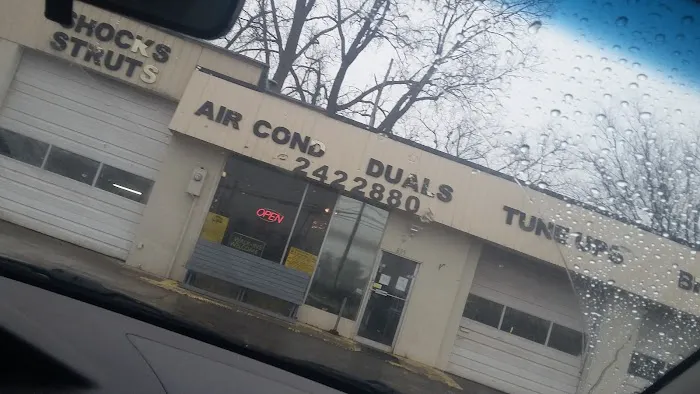 SHOCKS
STRUTS
AIR COND DUALS
2422880
TUNE UPS
OPEN